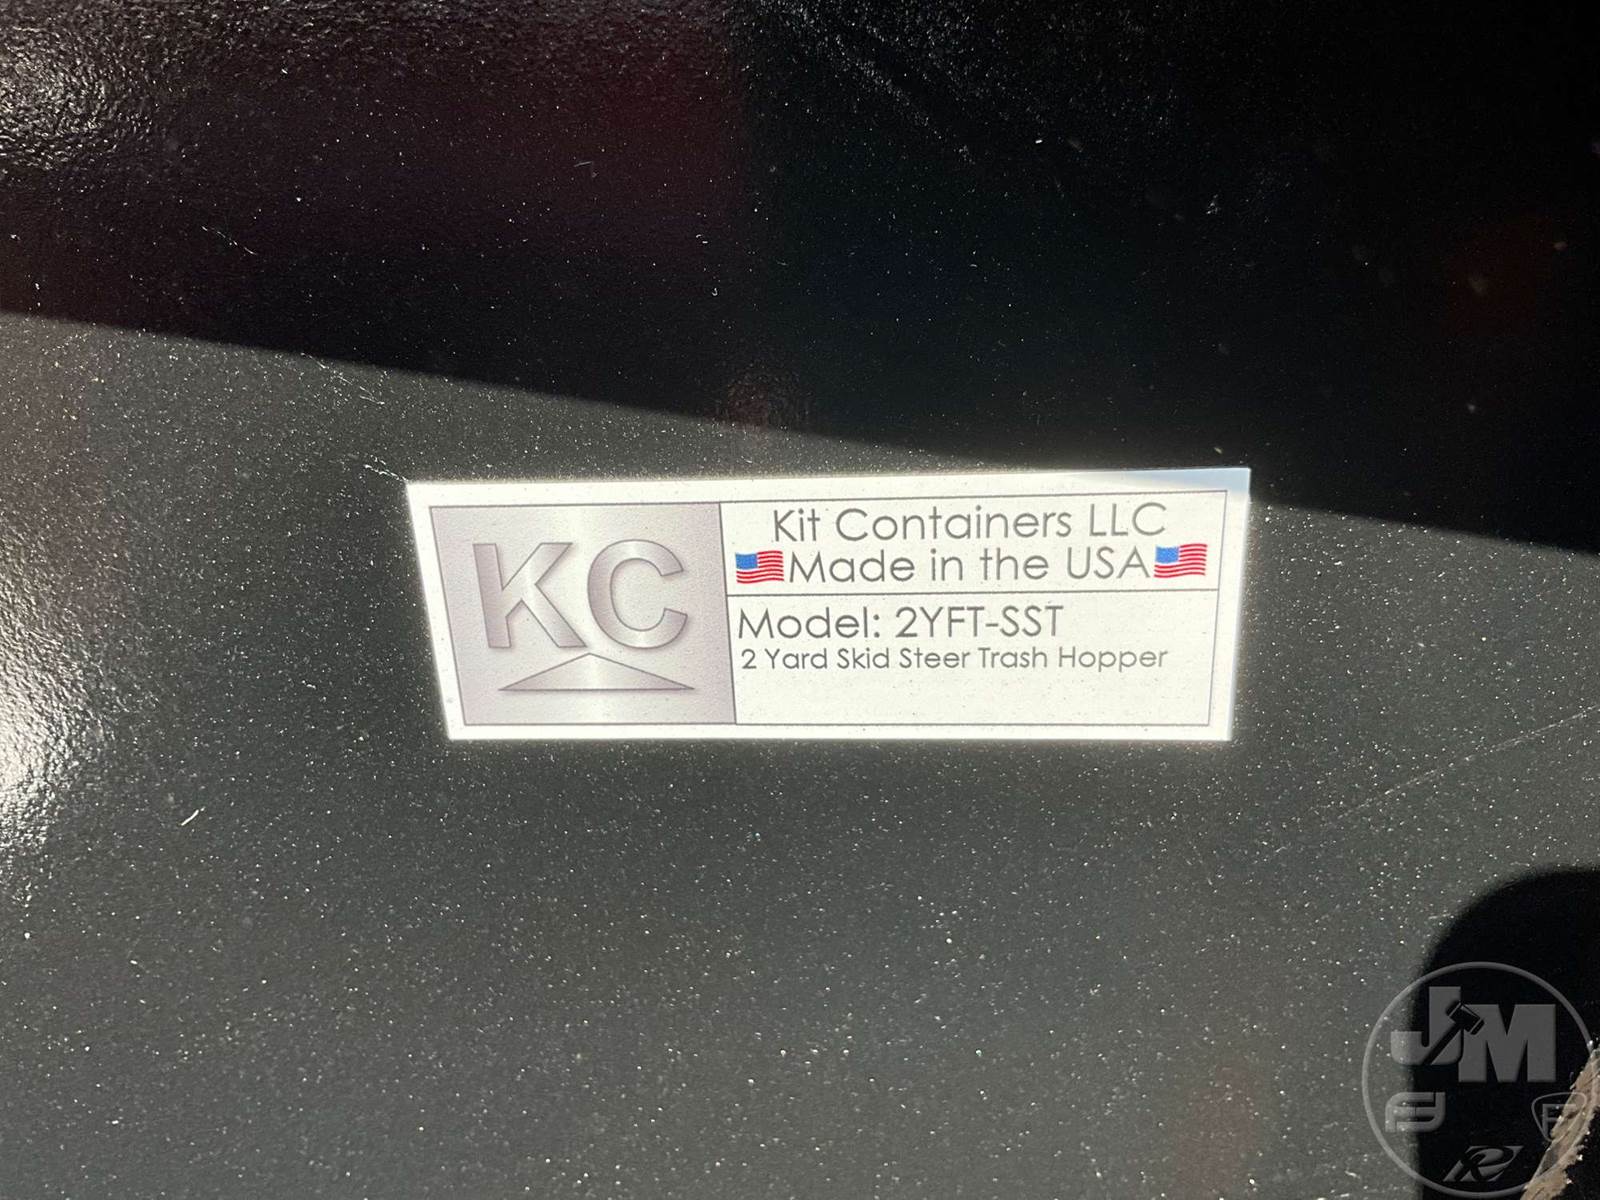 KC
Kit Containers LLC
Made in the USA
Model: 2YFT-SST
2 Yard Skid Steer Trash Hopper
JM